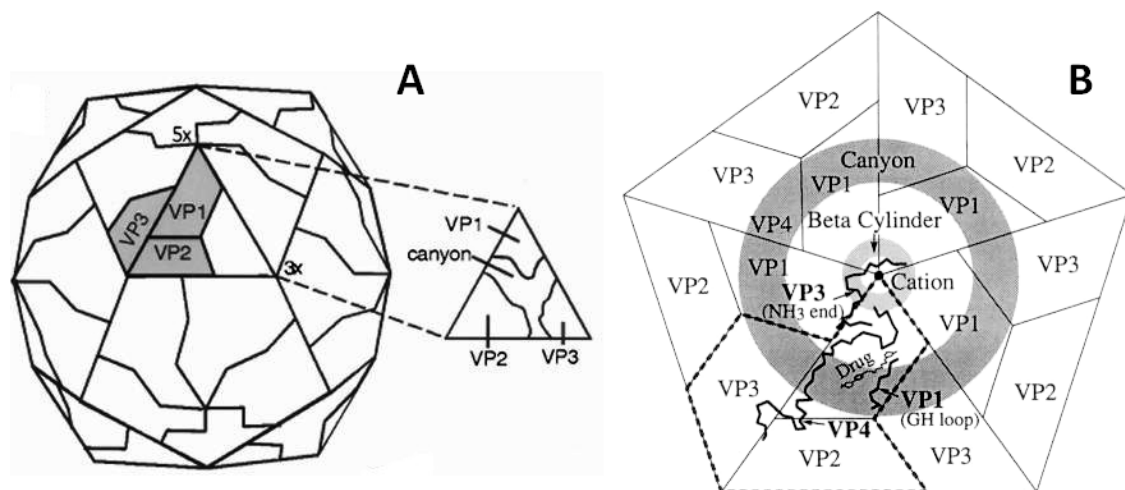 A
5x
VP3
VP1
VP2
3x
VP1
canyon
VP2
VP3
B
VP2
VP3
Canyon
VP2
VP3
VP1
VP1
VP4
Beta Cylinder
VP3
VP2
VP1
Cation
VP3
(NH3 end)
VP1
Drug
VP2
VP3
VP1
(GH loop)
VP4
VP2
VP3